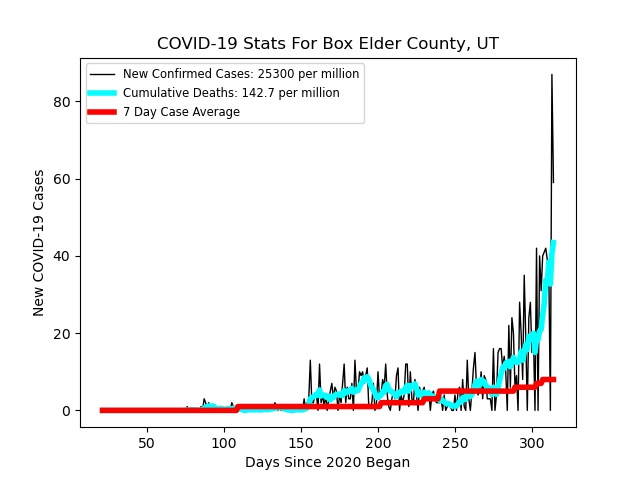 COVID-19 Stats For Box Elder County, UT
New Confirmed Cases: 25300 per million
Cumulative Deaths: 142.7 per million
7 Day Case Average
New COVID-19 Cases
80
60
40
20
0
50 100 150 200 250 300
Days Since 2020 Began